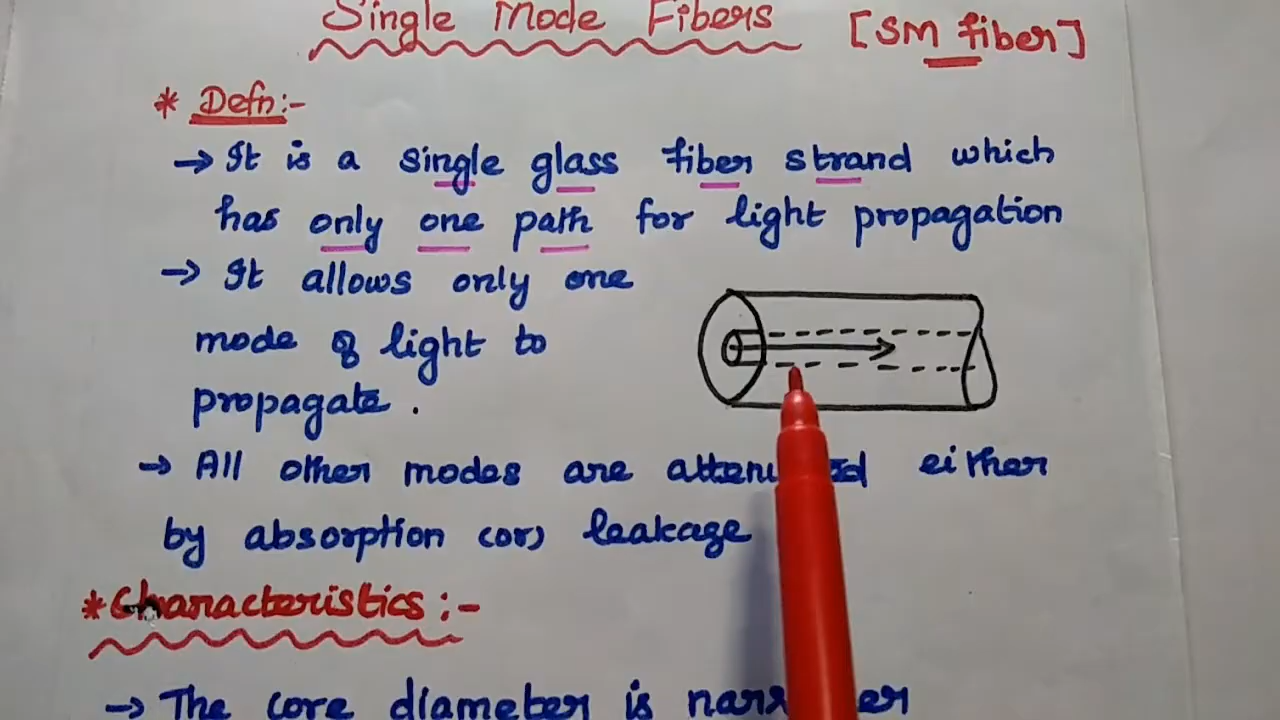 Single Mode Fibers [SM fiber]
* Defn:-
→ It is a single glass fiber strand which
has only one path for light propagation
→ It allows only one
mode of light to
propagate.
→ All other modes are either
by absorption (or) leakage
* Characteristics:-
→ The core diameter is